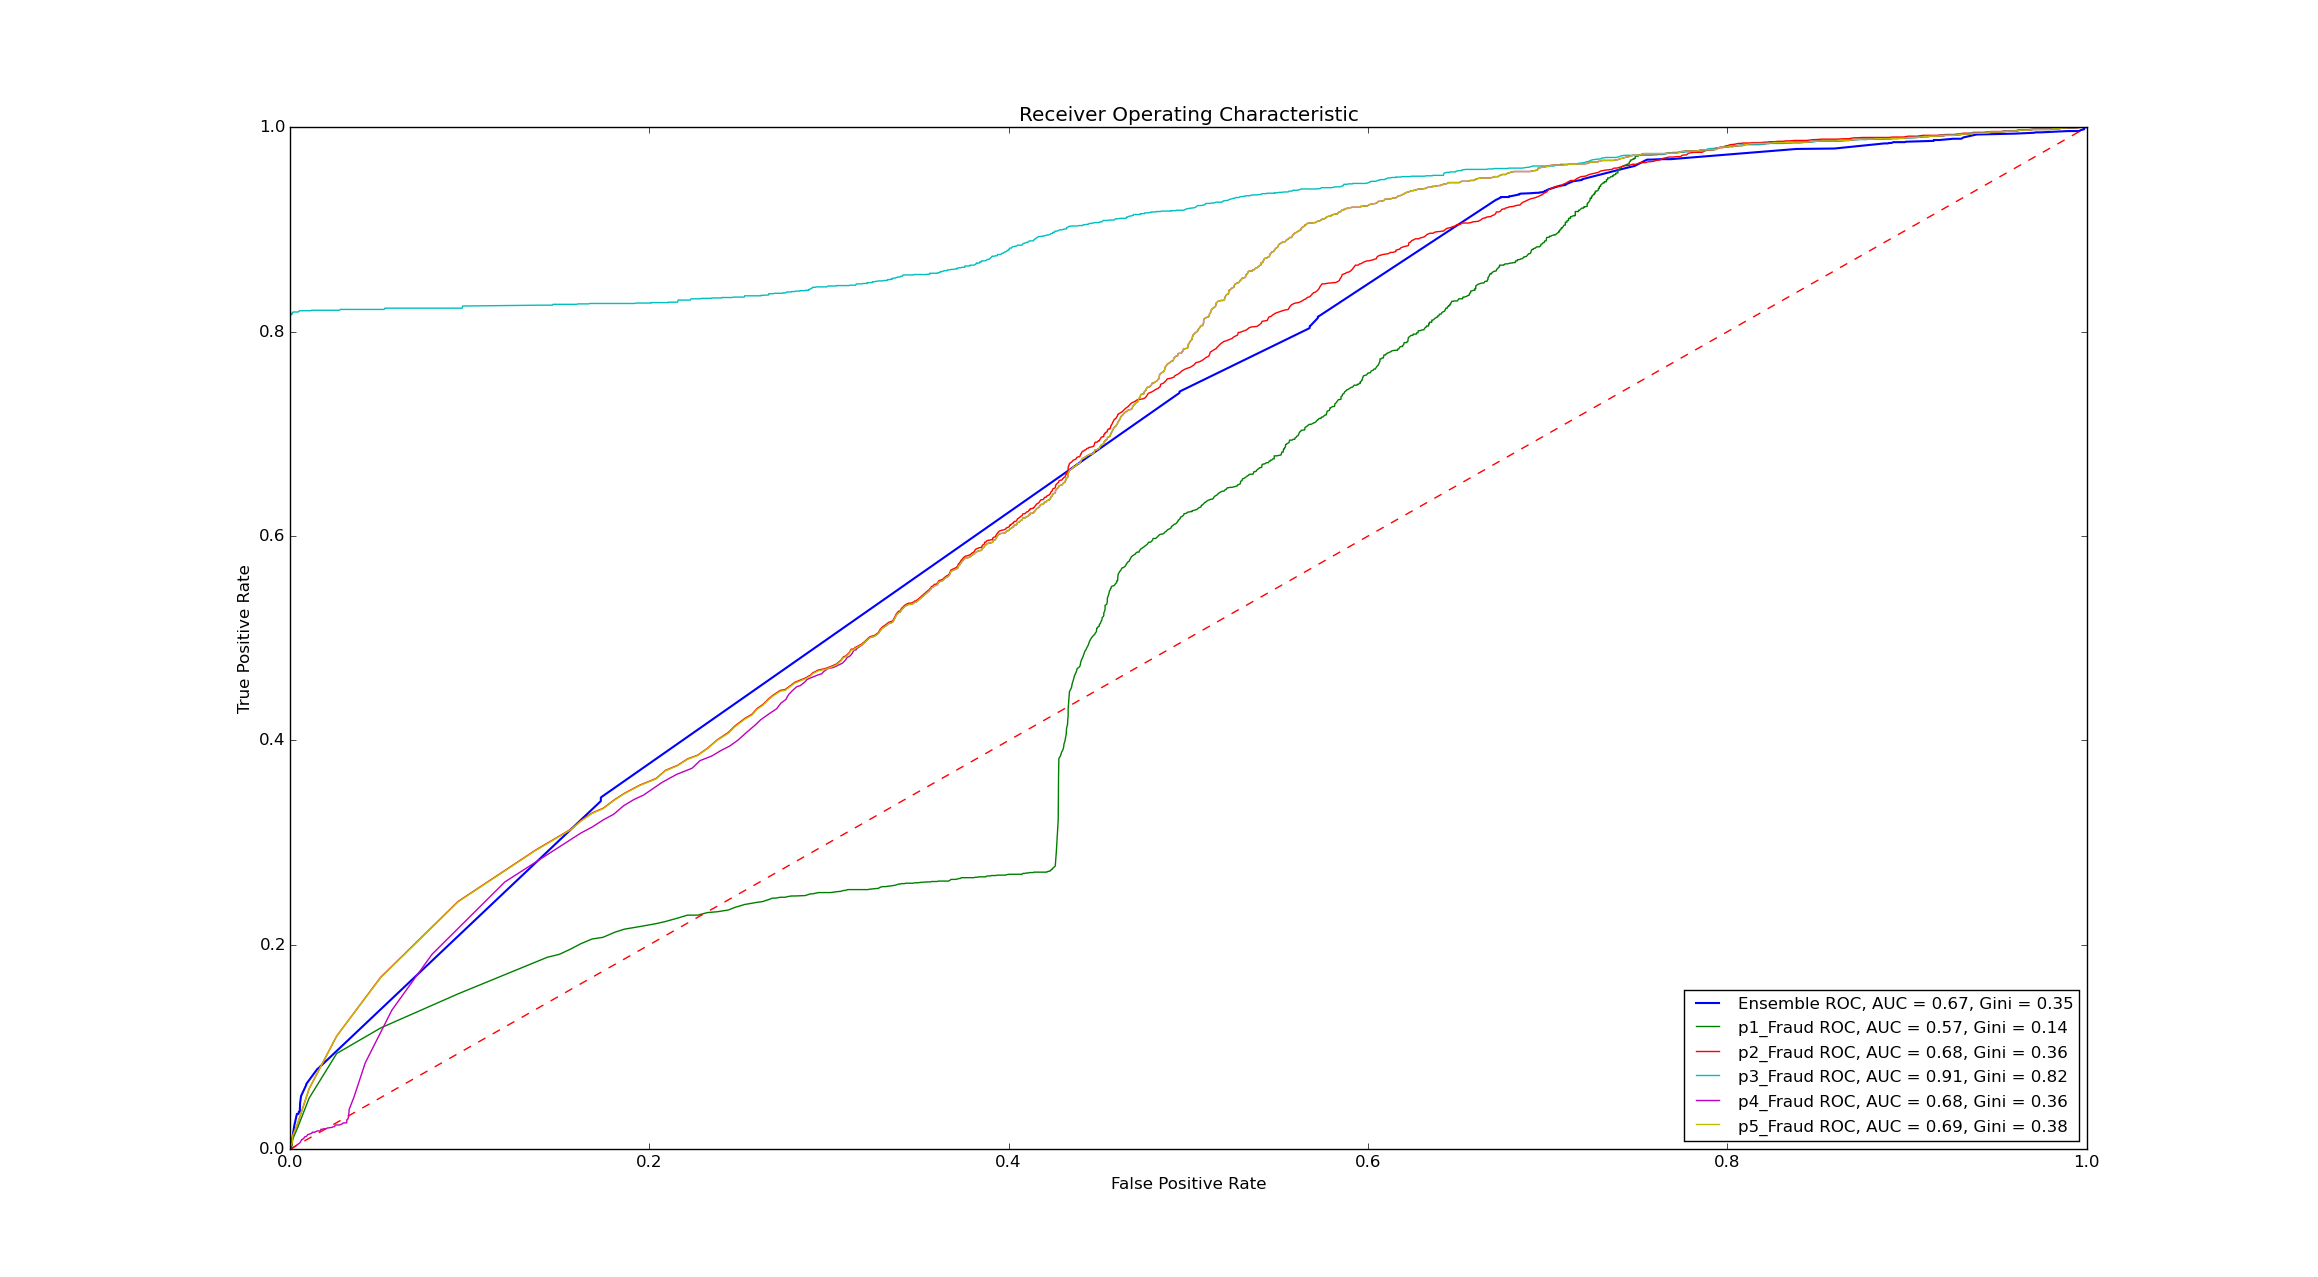 Receiver Operating Characteristic
1.0
0.8
0.6
0.4
0.2
0.0
True Positive Rate
0.0 0.2 0.4 0.6 0.8 1.0
False Positive Rate
Ensemble ROC, AUC = 0.67, Gini = 0.35
p1_Fraud ROC, AUC = 0.57, Gini = 0.14
p2_Fraud ROC, AUC = 0.68, Gini = 0.36
p3_Fraud ROC, AUC = 0.91, Gini = 0.82
p4_Fraud ROC, AUC = 0.68, Gini = 0.36
p5_Fraud ROC, AUC = 0.69, Gini = 0.38